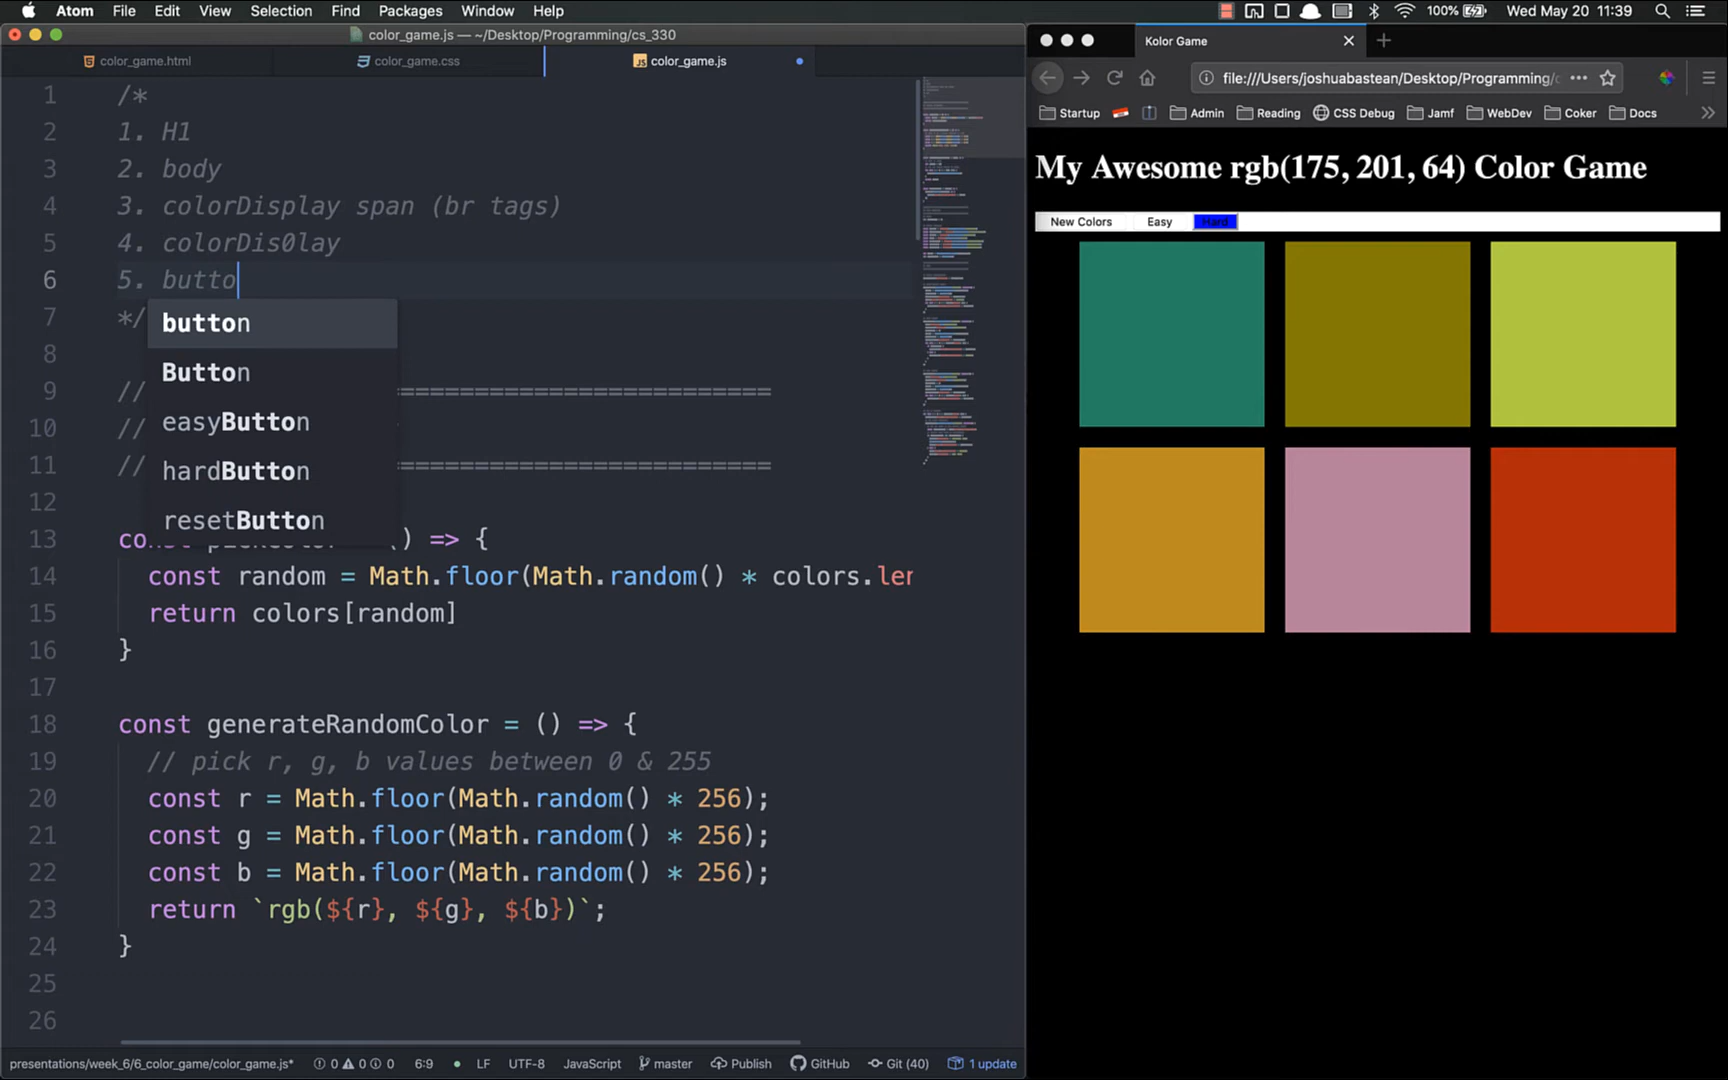 Atom File Edit View Selection Find Packages Window Help 100% Wed May 20 11:39
color_game.js — ~/Desktop/Programming/cs_330
color_game.html color_game.css color_game.js
1 /*
2 1. H1
3 2. body
4 3. colorDisplay span (br tags)
5 4. colorDis0lay
6 5. butto
button
7 */
Button
8
easyButton
9 // ==========================
hardButton
10 //
11 // ==========================
resetButton
12
13 () => {
14 const random = Math.floor(Math.random() * colors.ler
15 return colors[random]
16 }
17
18 const generateRandomColor = () => {
19 // pick r, g, b values between 0 & 255
20 const r = Math.floor(Math.random() * 256);
21 const g = Math.floor(Math.random() * 256);
22 const b = Math.floor(Math.random() * 256);
23 return `rgb(${r}, ${g}, ${b})`;
24 }
25
26
presentations/week_6/6_color_game/color_game.js* 0 0 0 6:9 LF UTF-8 JavaScript master Publish GitHub Git (40) 1 update
Kolor Game
file:///Users/joshuabastean/Desktop/Programming/
Startup Admin Reading CSS Debug Jamf WebDev Coker Docs
My Awesome rgb(175, 201, 64) Color Game
New Colors Easy Hard